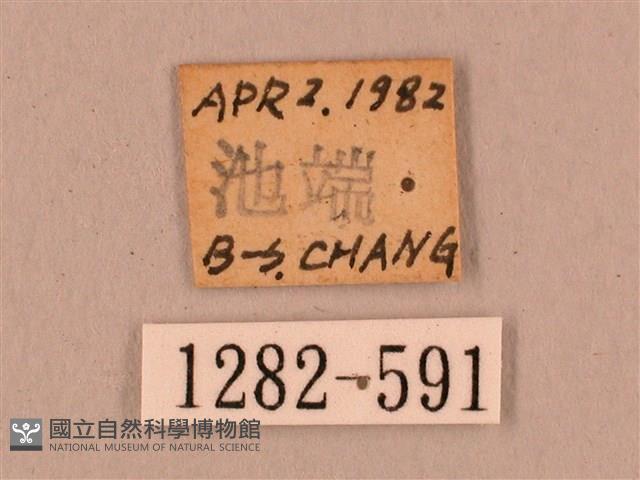 APR 2. 1982
池端
B-S. CHANG
1282-591
國立自然科學博物館
NATIONAL MUSEUM OF NATURAL SCIENCE